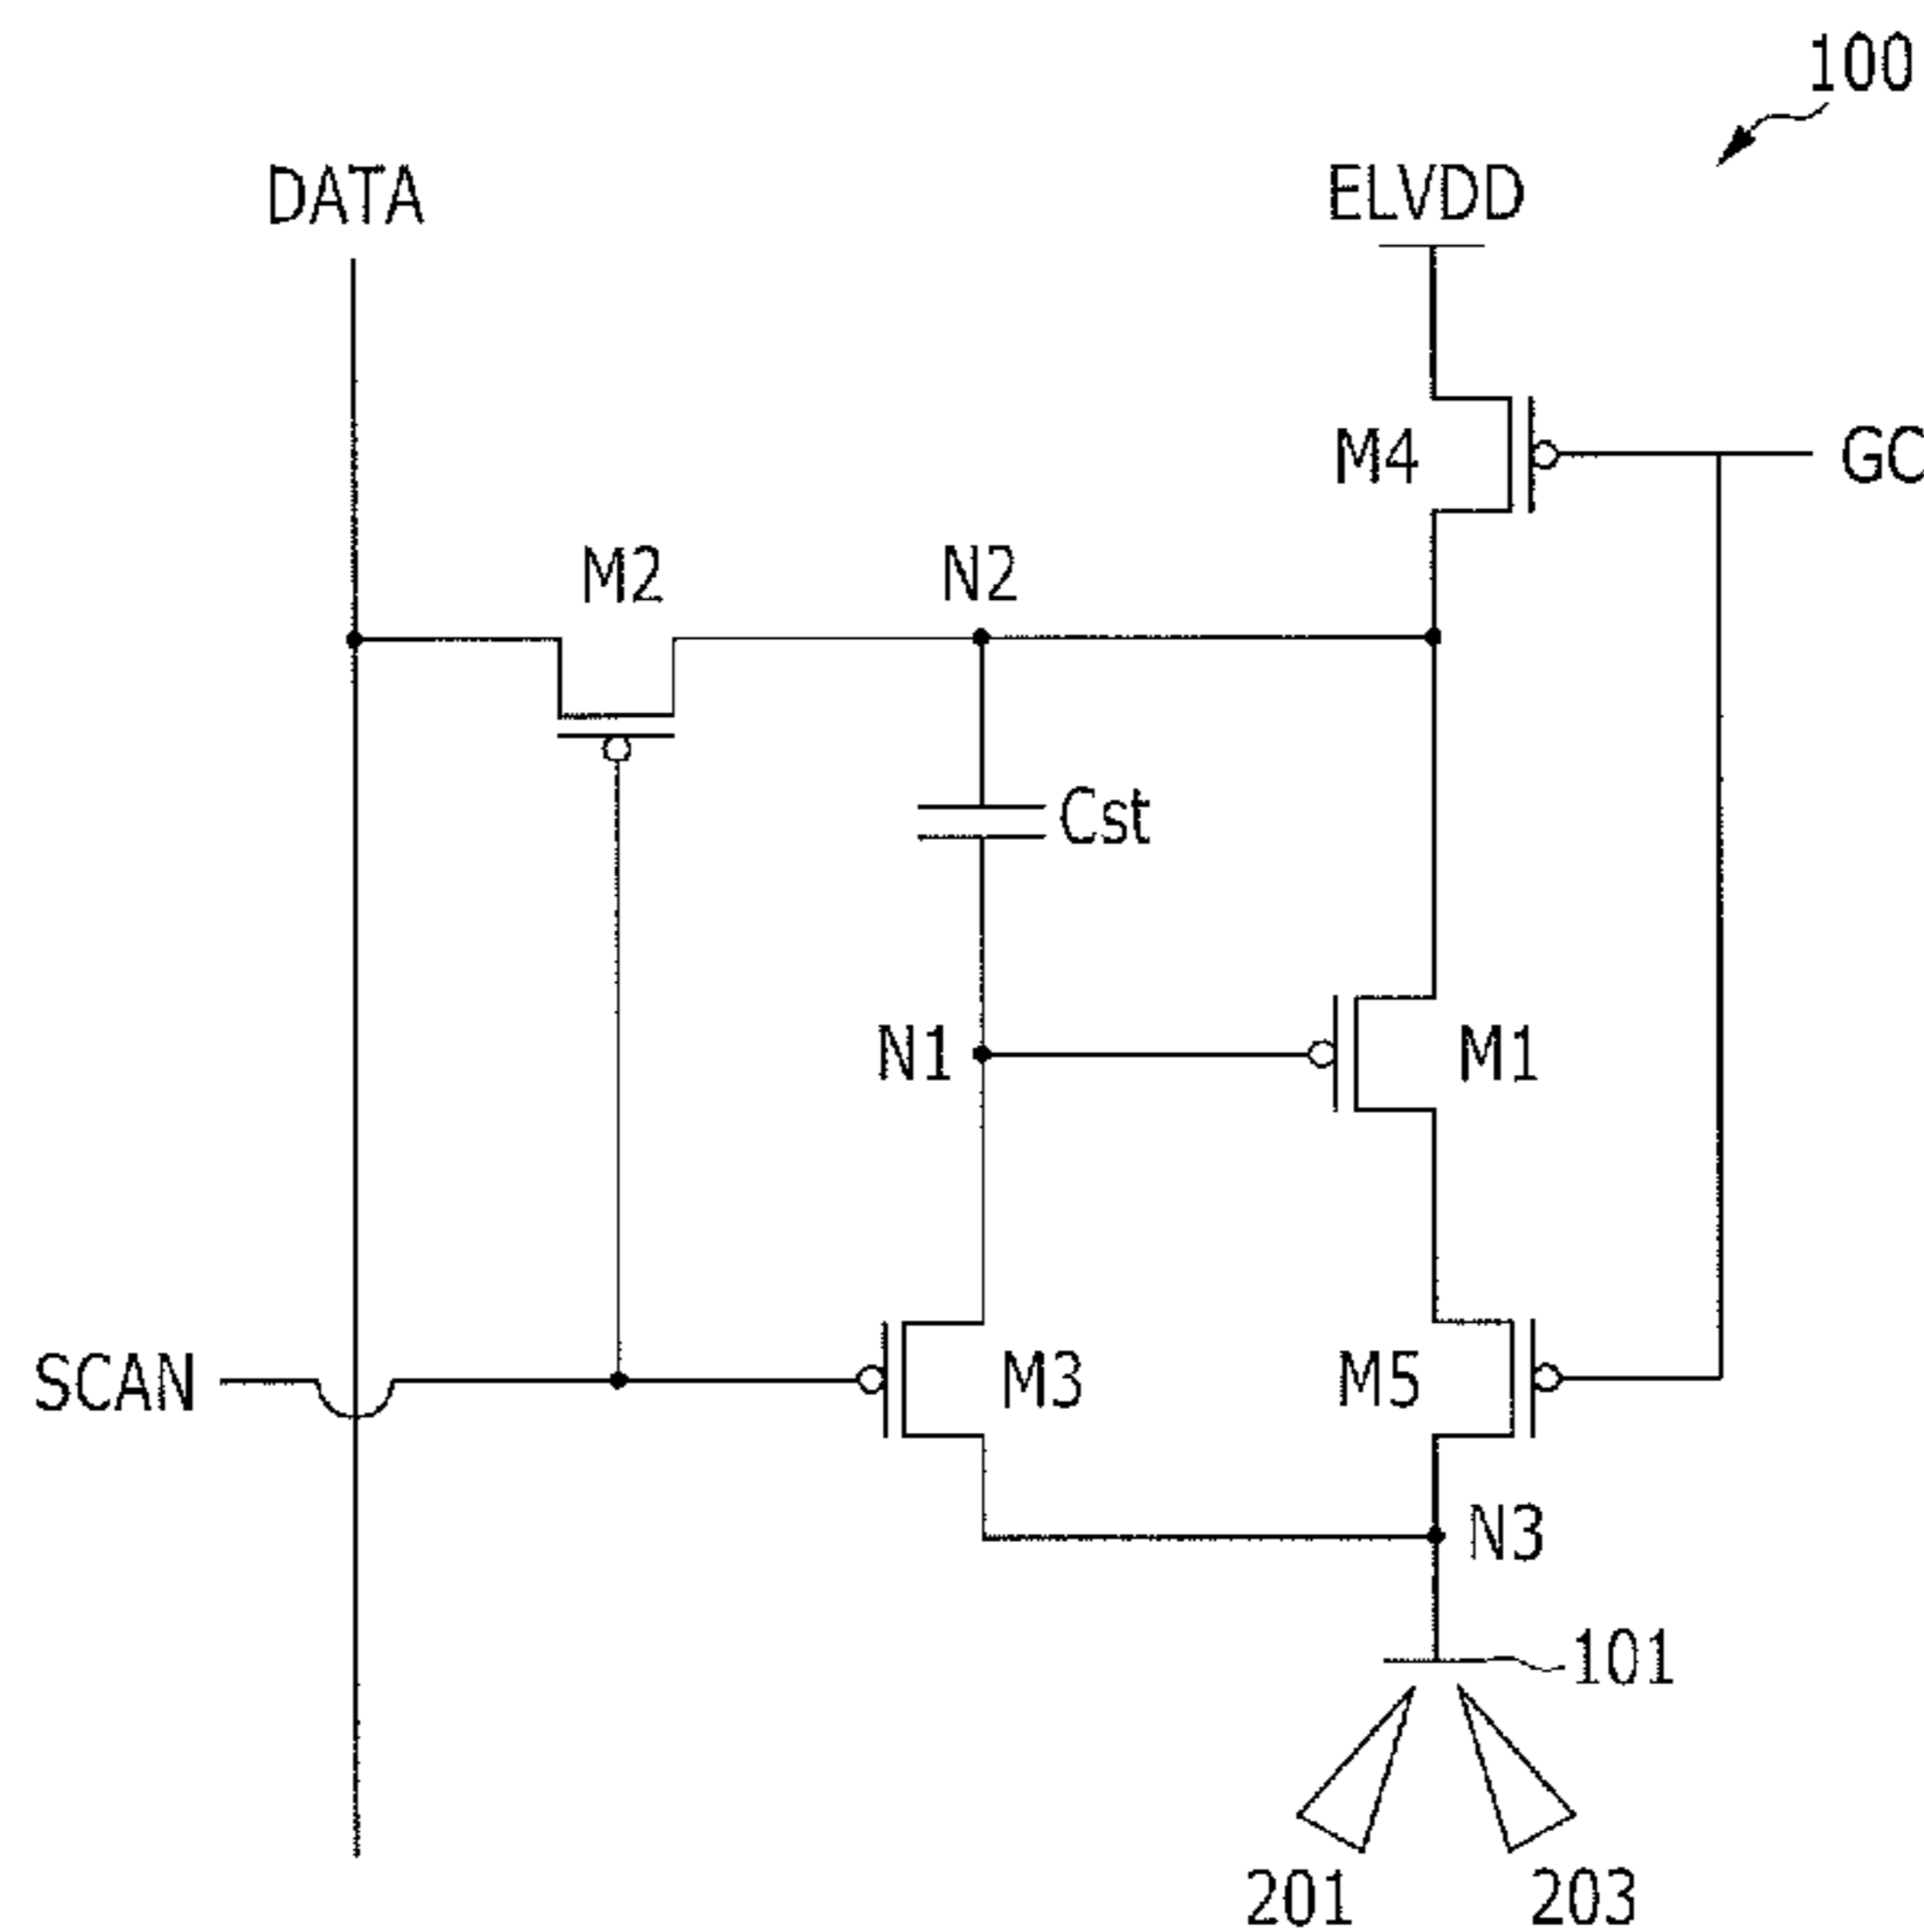 100
DATA
ELVDD
M4
GC
M2
N2
Cst
N1
M1
SCAN
M3
M5
N3
101
201
203